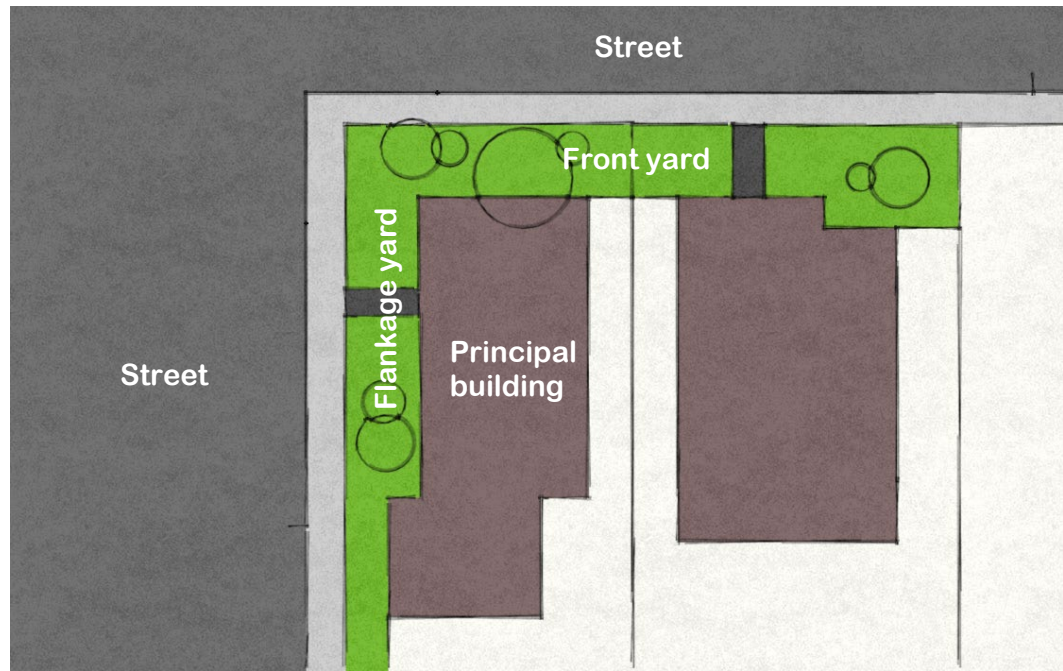 Street
Front yard
Flankage yard
Principal
building
Street